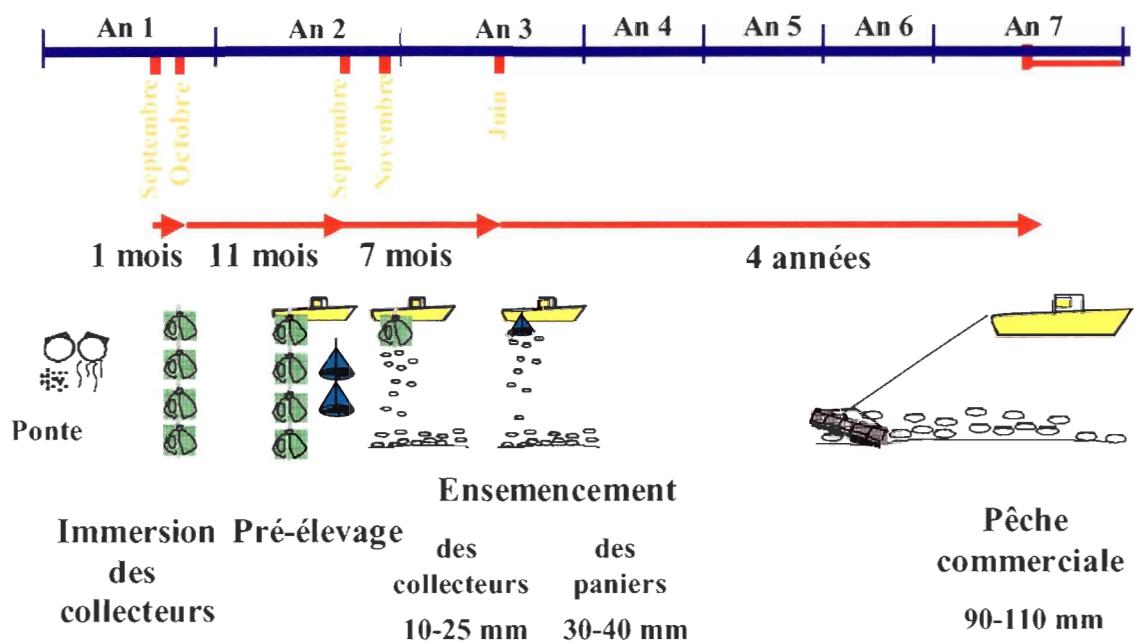 An 1 An 2 An 3 An 4 An 5 An 6 An 7
Septembre Octobre Septembre Novembre Juin
1 mois 11 mois 7 mois 4 années
Ponte
Immersion
des
collecteurs
Pré-élevage
Ensemencement
des
collecteurs
10-25 mm
des
paniers
30-40 mm
Pêche
commerciale
90-110 mm